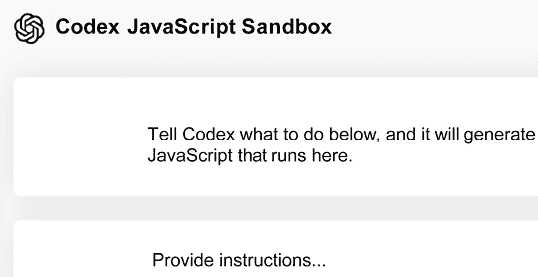 Codex JavaScript Sandbox
Tell Codex what to do below, and it will generate
JavaScript that runs here.
Provide instructions...